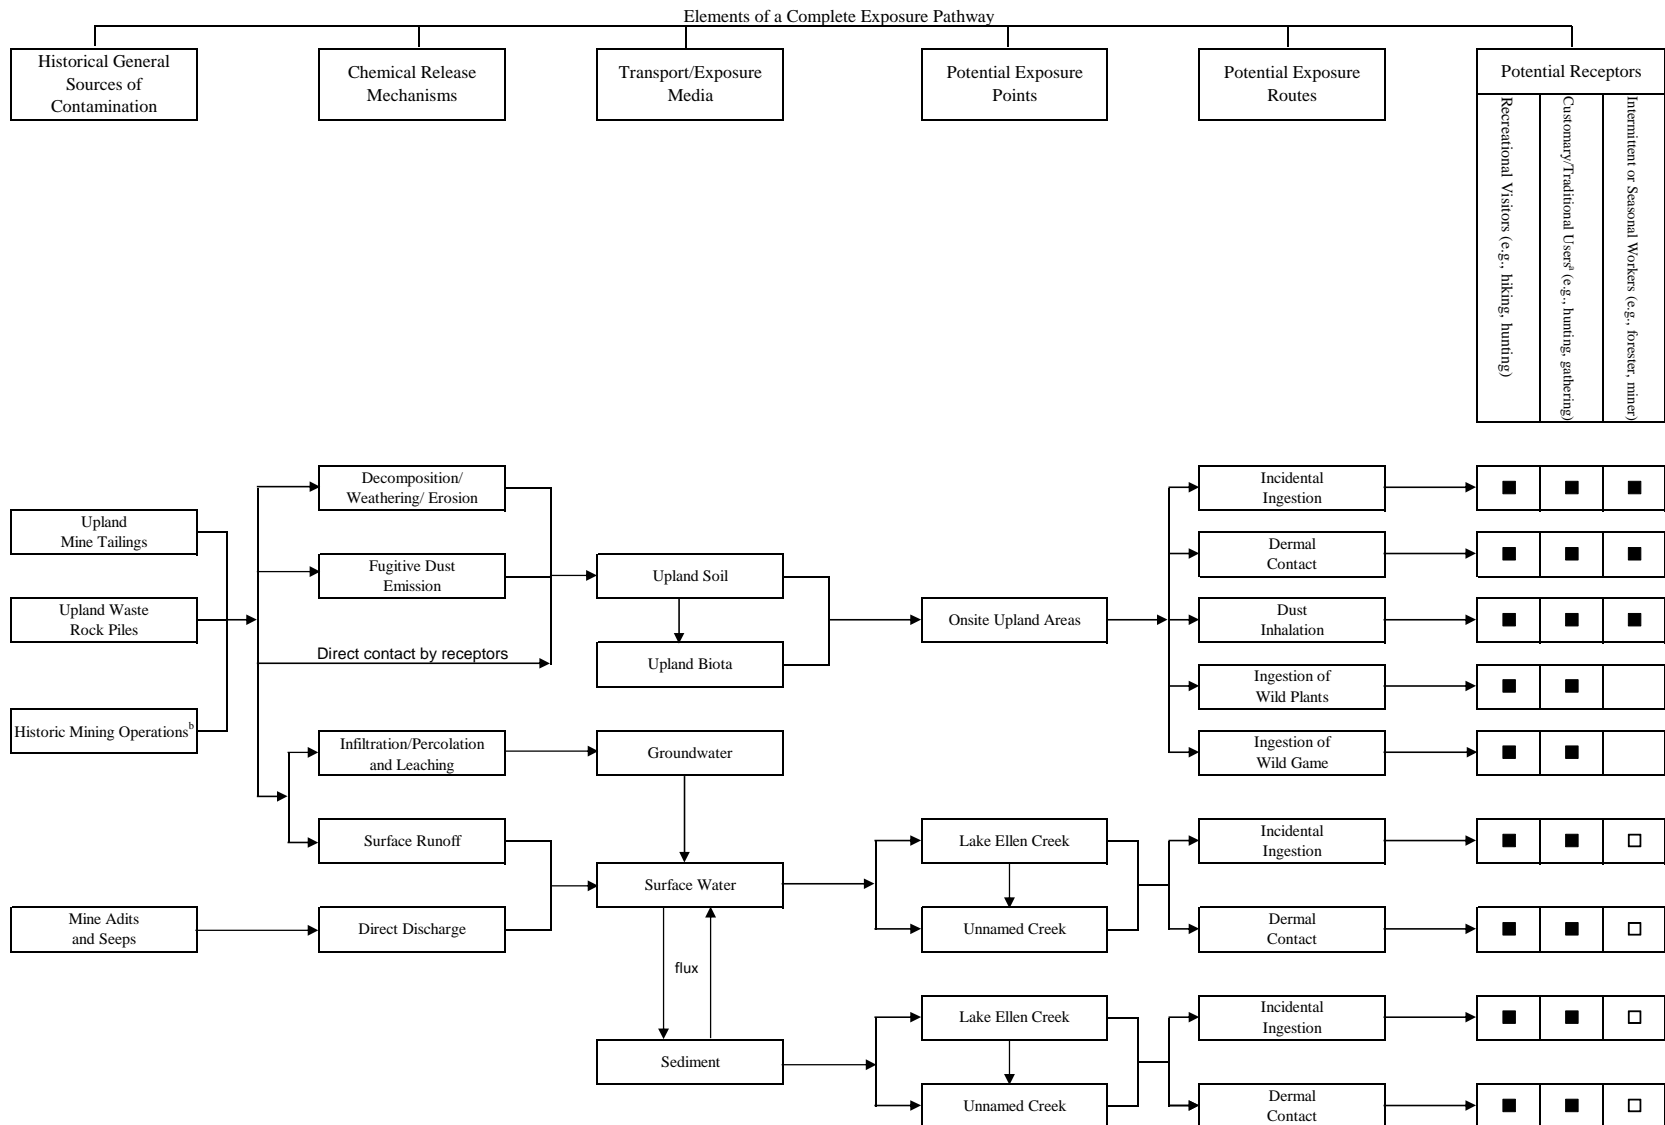 Elements of a Complete Exposure Pathway
Historical General
Sources of
Contamination
Chemical Release
Mechanisms
Transport/Exposure
Media
Potential Exposure
Points
Potential Exposure
Routes
Potential Receptors
Recreational Visitors (e.g., hiking, hunting)
Customary/Traditional Usersª (e.g., hunting, gathering)
Intermittent or Seasonal Workers (e.g., forester, miner)
Decomposition/
Weathering/ Erosion
Incidental
Ingestion
Upland
Mine Tailings
Dermal
Contact
Fugitive Dust
Emission
Upland Soil
Upland Waste
Rock Piles
Onsite Upland Areas
Dust
Inhalation
Direct contact by receptors
Upland Biota
Ingestion of
Wild Plants
Historic Mining Operationsᵇ
Infiltration/Percolation
and Leaching
Groundwater
Ingestion of
Wild Game
Surface Runoff
Lake Ellen Creek
Incidental
Ingestion
Surface Water
Mine Adits
and Seeps
Direct Discharge
Unnamed Creek
Dermal
Contact
flux
Lake Ellen Creek
Incidental
Ingestion
Sediment
Unnamed Creek
Dermal
Contact